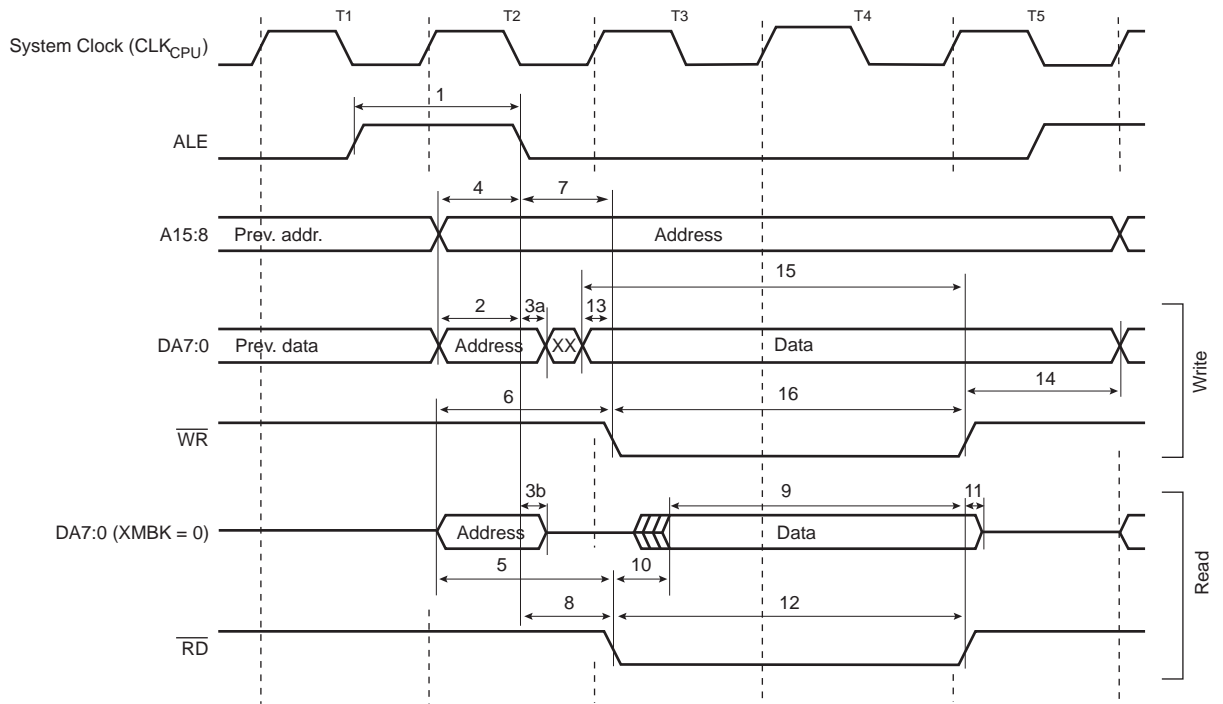 T1 T2 T3 T4 T5
System Clock (CLKCPU)
1
ALE
4 7
A15:8 Prev. addr. Address
15
2 3a 13
DA7:0 Prev. data Address XX Data
14
6 16
WR
Write
3b 9 11
DA7:0 (XMBK = 0) Address Data
5 10
8 12
RD
Read